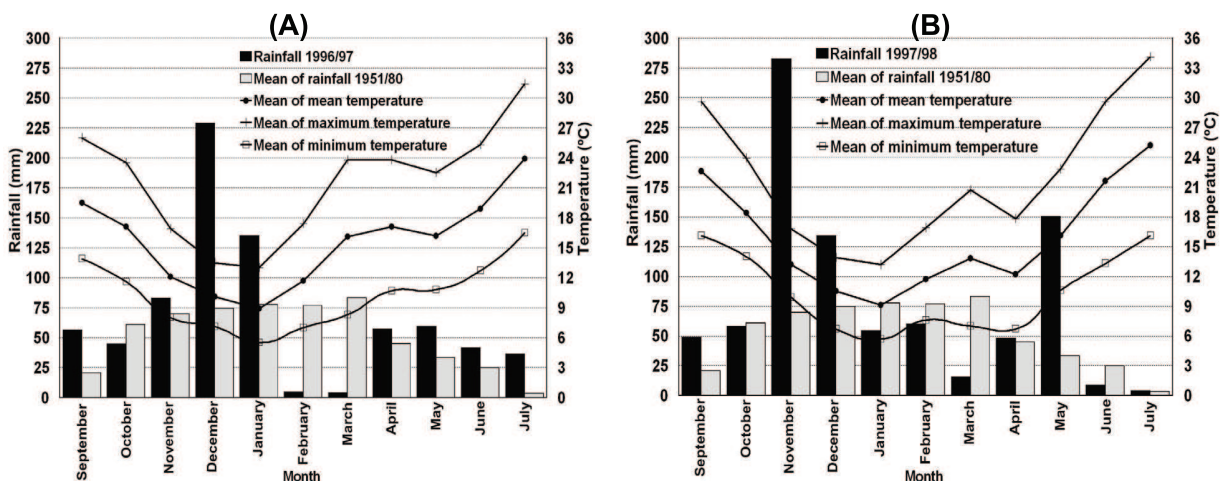 (A)
Rainfall (mm)
300
275
250
225
200
175
150
125
100
75
50
25
0
Rainfall 1996/97
Mean of rainfall 1951/80
Mean of mean temperature
Mean of maximum temperature
Mean of minimum temperature
36
33
30
27
24
21
18
15
12
9
6
3
0
Temperature (ºC)
September
October
November
December
January
February
March
April
May
June
July
Month
(B)
Rainfall (mm)
300
275
250
225
200
175
150
125
100
75
50
25
0
Rainfall 1997/98
Mean of rainfall 1951/80
Mean of mean temperature
Mean of maximum temperature
Mean of minimum temperature
36
33
30
27
24
21
18
15
12
9
6
3
0
Temperature (ºC)
September
October
November
December
January
February
March
April
May
June
July
Month